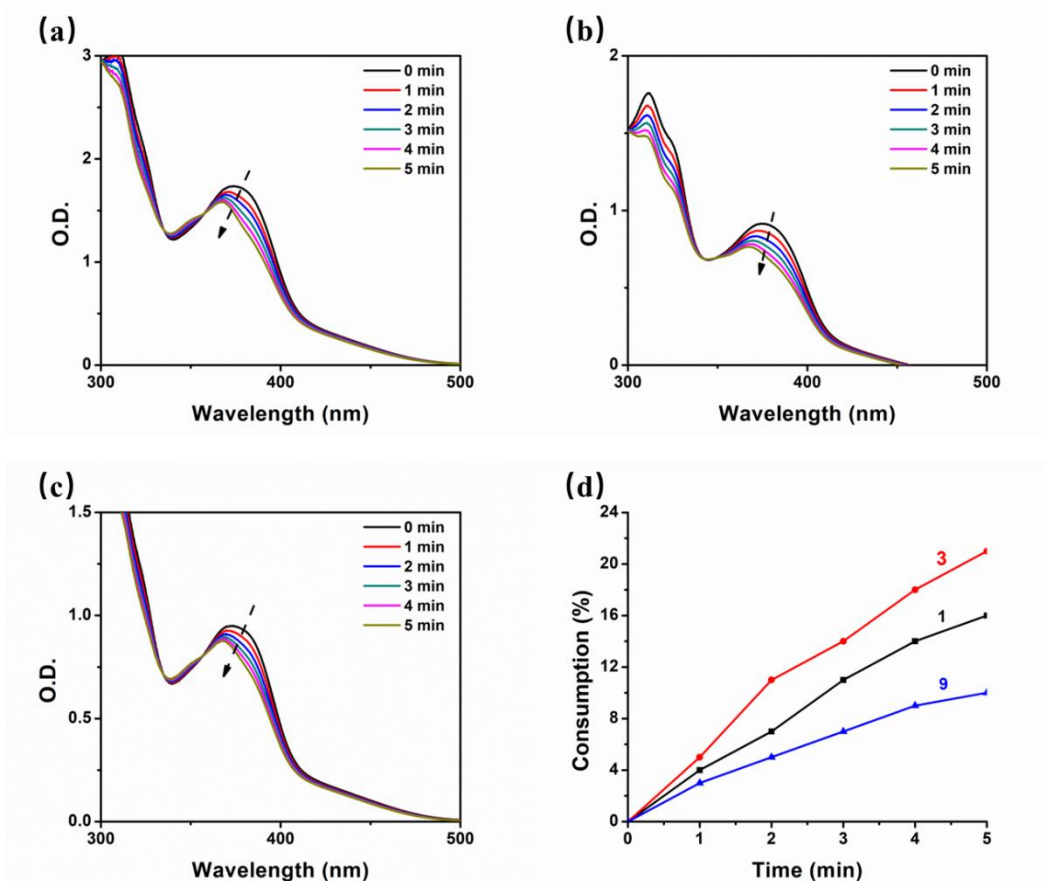 (a)
3
2
1
0
O.D.
0 min
1 min
2 min
3 min
4 min
5 min
300
400
500
Wavelength (nm)
(b)
2
1
0
O.D.
0 min
1 min
2 min
3 min
4 min
5 min
300
400
500
Wavelength (nm)
(c)
1.5
1.0
0.5
0.0
O.D.
0 min
1 min
2 min
3 min
4 min
5 min
300
400
500
Wavelength (nm)
(d)
24
20
16
12
8
4
0
Consumption (%)
3
1
9
0
1
2
3
4
5
Time (min)